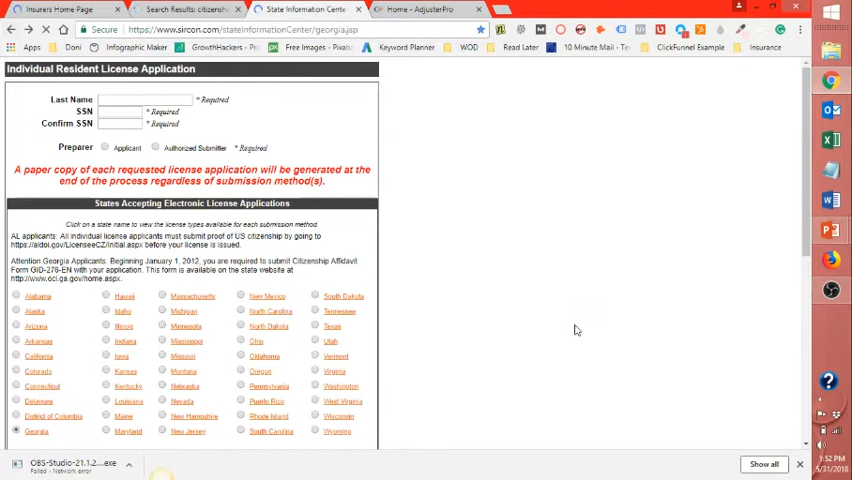 Insurers Home Page
Search Results: citizensh
State Information Cente
Home - AdjusterPro
Secure
https://www.sircon.com/stateInformationCenter/georgia.jsp
Apps
Doni
Infographic Maker
GrowthHackers - F
Free Images
Keyword Planner
Et
Read Later
10 Minute Mail - Te
ClickFunnel Example
Insurance
Individual Resident License Application
Last Name * Required
SSN * Required
Confirm SSN * Required
Preparer Applicant Authorized Submitter * Required
A paper copy of each requested license application will be generated at the
end of the process regardless of submission method(s).
States Accepting Electronic License Applications
Click on a state name to view the license types available for each submission method.
AL applicants: All individual license applicants must submit proof of US citizenship by going to
https://aldoi.gov/LicenseeCZ/Initial.aspx before your license is issued.
Attention Georgia Applicants: Beginning January 1, 2012, you are required to submit Citizenship Affidavit
Form GID-276-EN with your application. This form is available on the state website at
http://www.oci.ga.gov/home.aspx.
Alabama Hawaii Massachusetts New Mexico South Dakota
Alaska Idaho Michigan North Carolina Tennessee
Arizona Illinois Minnesota North Dakota Texas
Arkansas Indiana Mississippi Ohio Utah
California Iowa Missouri Oklahoma Vermont
Colorado Kansas Montana Oregon Virginia
Connecticut Kentucky Nebraska Pennsylvania Washington
Delaware Louisiana Nevada Puerto Rico West Virginia
District of Columbia Maine New Hampshire Rhode Island Wisconsin
Georgia Maryland New Jersey South Carolina Wyoming
OBS-Studio-21.1.2....exe
Failed - Network error
Show all
1:52 PM
5/31/2018